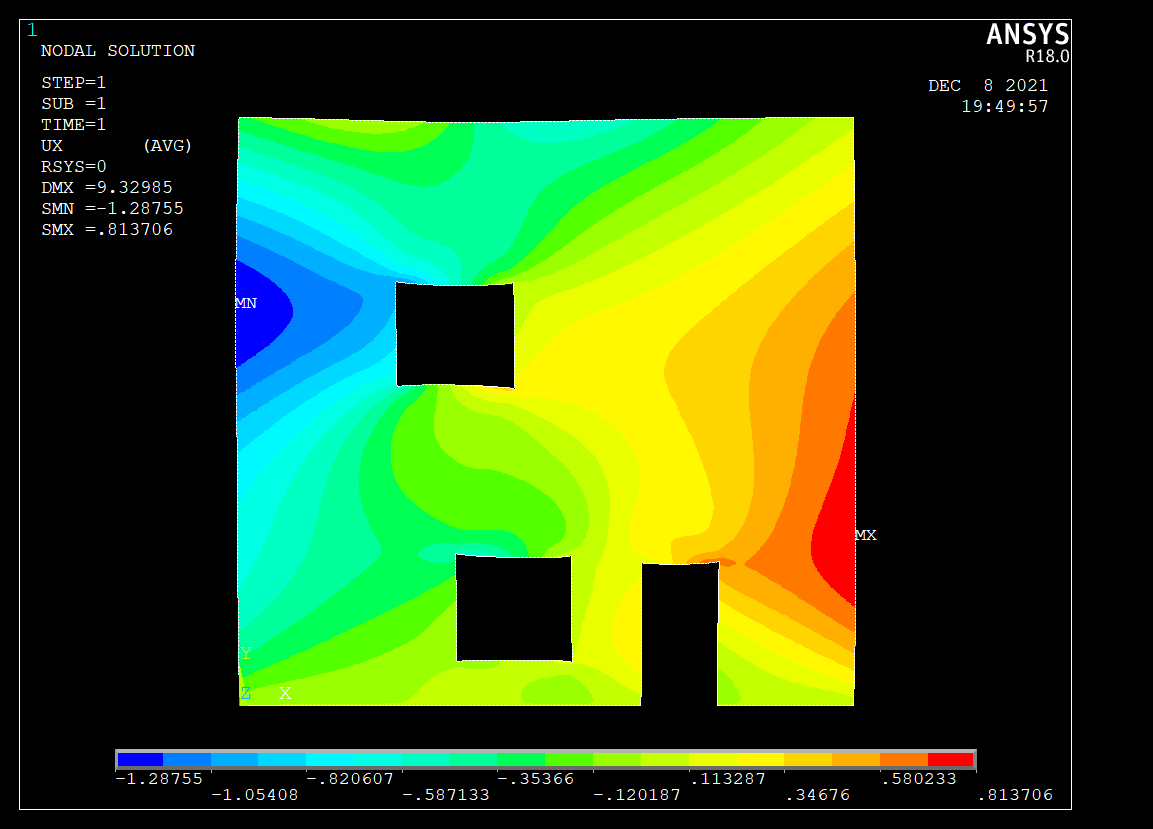 1
NODAL SOLUTION
STEP=1
SUB =1
TIME=1
UX (AVG)
RSYS=0
DMX =9.32985
SMN =-1.28755
SMX =.813706
ANSYS
R18.0
DEC 8 2021
19:49:57
MN
MX
Y
Z X
-1.28755 -.820607 -.35366 .113287 .580233
-1.05408 -.587133 -.120187 .34676 .813706